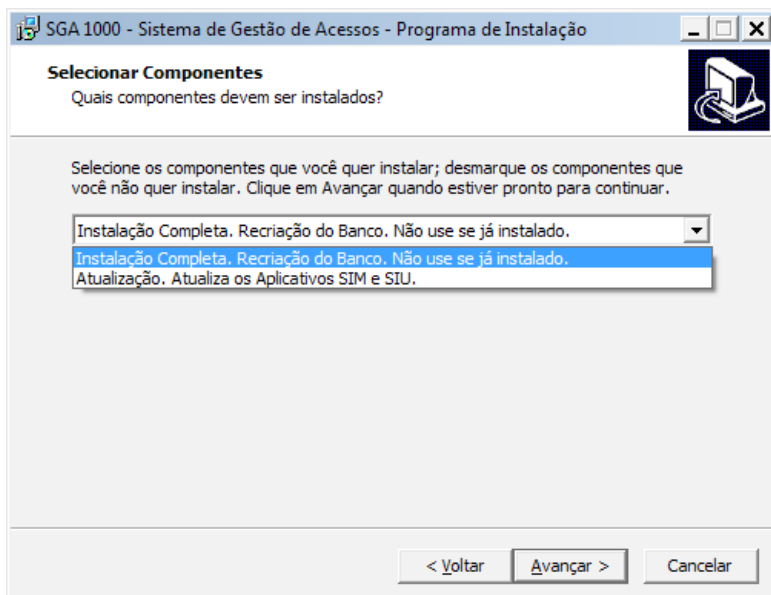 SGA 1000 - Sistema de Gestão de Acessos - Programa de Instalação
Selecionar Componentes
Quais componentes devem ser instalados?
Selecione os componentes que você quer instalar; desmarque os componentes que
você não quer instalar. Clique em Avançar quando estiver pronto para continuar.
Instalação Completa. Recriação do Banco. Não use se já instalado.
Instalação Completa. Recriação do Banco. Não use se já instalado.
Atualização. Atualiza os Aplicativos SIM e SIU.
< Voltar
Avançar >
Cancelar